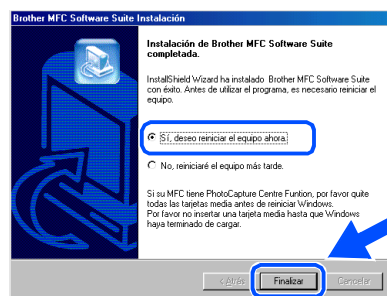 Brother MFC Software Suite Instalación
Instalación de Brother MFC Software Suite
completada.
InstallShield Wizard ha instalado Brother MFC Software Suite
con éxito. Antes de utilizar el programa, es necesario reiniciar el
equipo.
Sí, deseo reiniciar el equipo ahora.
No, reiniciaré el equipo más tarde.
Si su MFC tiene PhotoCapture Centre Funtion, por favor quite
todas las tarjetas media antes de reiniciar Windows.
Por favor no insertar una tarjeta media hasta que Windows
haya terminado de cargar.
< Atrás Finalizar Cancelar